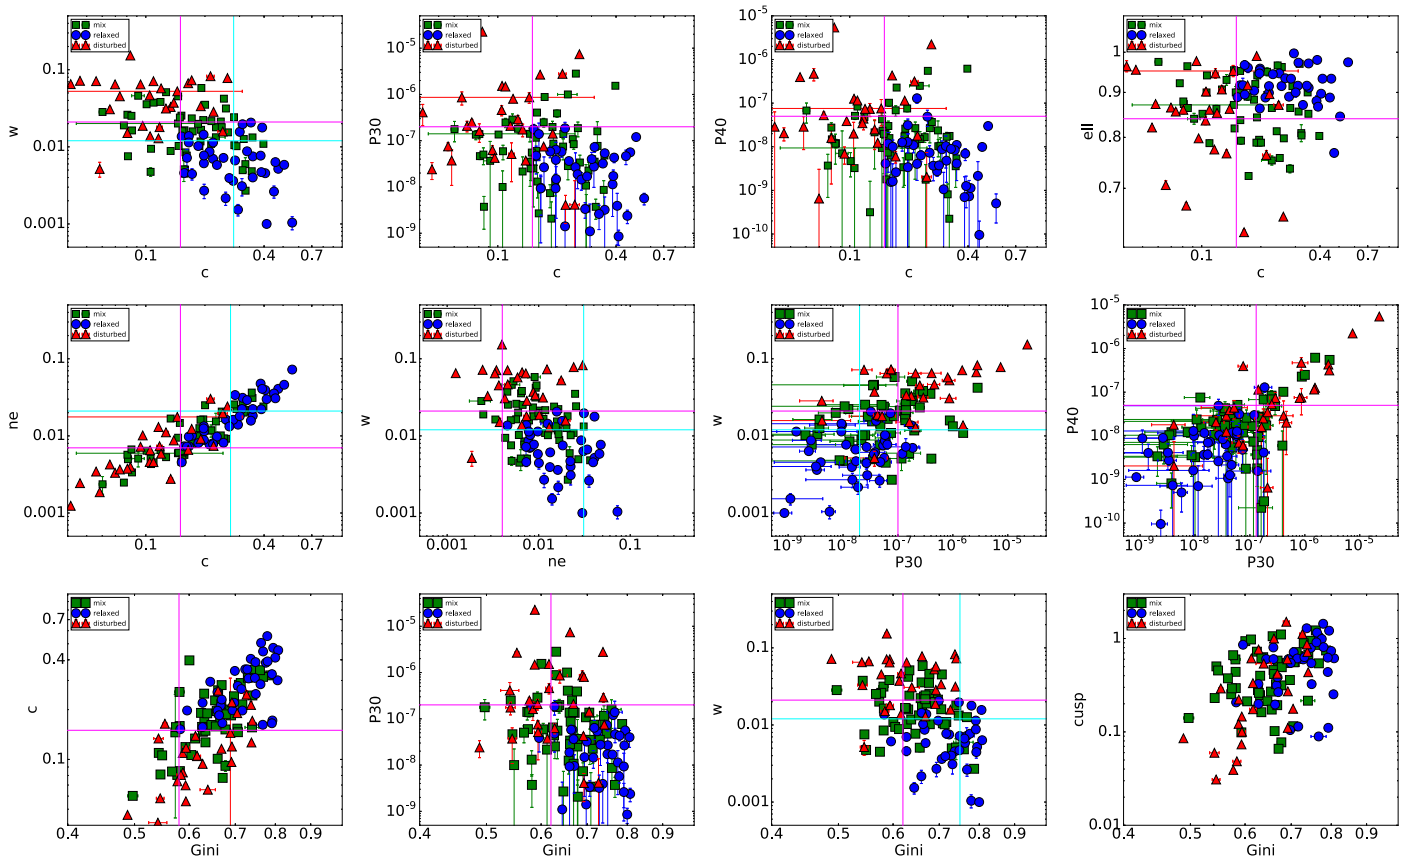 mix
relaxed
disturbed
0.1
0.01
0.001
w
0.1 0.4 0.7
c
mix
relaxed
disturbed
10^-5
10^-6
10^-7
10^-8
10^-9
P30
0.1 0.4 0.7
c
mix
relaxed
disturbed
10^-5
10^-6
10^-7
10^-8
10^-9
10^-10
P40
0.1 0.4 0.7
c
mix
relaxed
disturbed
1
0.9
0.8
0.7
ell
0.1 0.4 0.7
c
mix
relaxed
disturbed
0.1
0.01
0.001
ne
0.1 0.4 0.7
c
mix
relaxed
disturbed
0.1
0.01
0.001
w
0.001 0.01 0.1
ne
mix
relaxed
disturbed
0.1
0.01
0.001
w
10^-9 10^-8 10^-7 10^-6 10^-5
P30
mix
relaxed
disturbed
10^-5
10^-6
10^-7
10^-8
10^-9
10^-10
P40
10^-9 10^-8 10^-7 10^-6 10^-5
P30
mix
relaxed
disturbed
0.7
0.4
0.1
c
0.4 0.5 0.6 0.7 0.9
Gini
mix
relaxed
disturbed
10^-5
10^-6
10^-7
10^-8
10^-9
P30
0.4 0.5 0.6 0.7 0.9
Gini
mix
relaxed
disturbed
0.1
0.01
0.001
w
0.4 0.5 0.6 0.7 0.9
Gini
mix
relaxed
disturbed
1
0.1
0.01
cusp
0.4 0.5 0.6 0.7 0.9
Gini